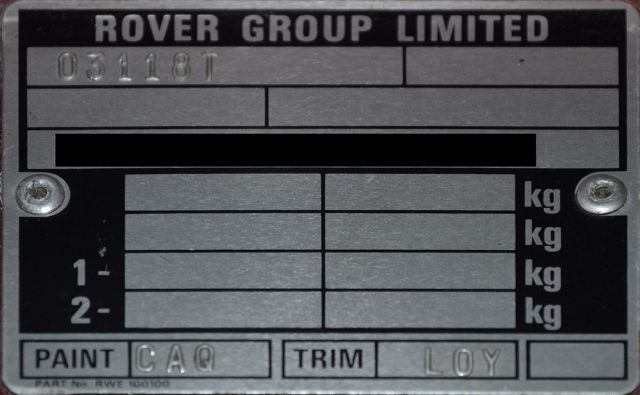 ROVER GROUP LIMITED
03118T
kg
kg
1- kg
2- kg
PAINT CAQ TRIM LOY
PART No. RWE 100100